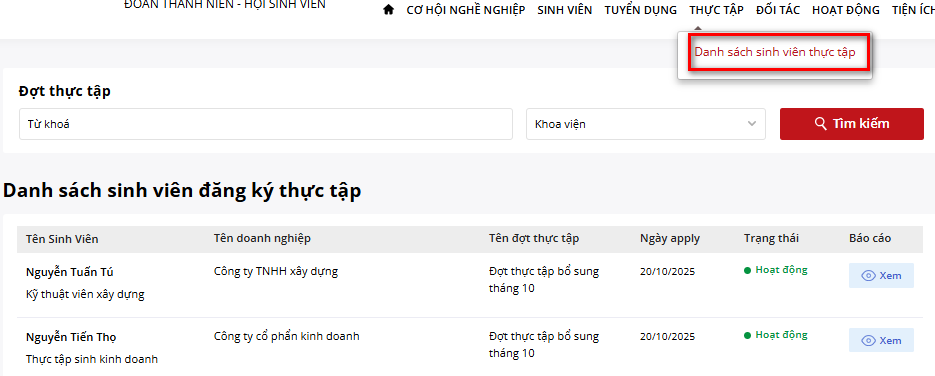 ĐOÀN THANH NIÊN - HỘI SINH VIÊN
CƠ HỘI NGHỀ NGHIỆP SINH VIÊN TUYỂN DỤNG THỰC TẬP ĐỐI TÁC HOẠT ĐỘNG TIỆN ÍCH
Danh sách sinh viên thực tập
Đợt thực tập
Từ khoá Khoa viện Tìm kiếm
Danh sách sinh viên đăng ký thực tập
Tên Sinh Viên Tên doanh nghiệp Tên đợt thực tập Ngày apply Trạng thái Báo cáo
Nguyễn Tuấn Tú Công ty TNHH xây dựng Đợt thực tập bổ sung 20/10/2025 Hoạt động Xem
Kỹ thuật viên xây dựng tháng 10
Nguyễn Tiến Thọ Công ty cổ phẩn kinh doanh Đợt thực tập bổ sung 20/10/2025 Hoạt động Xem
Thực tập sinh kinh doanh tháng 10